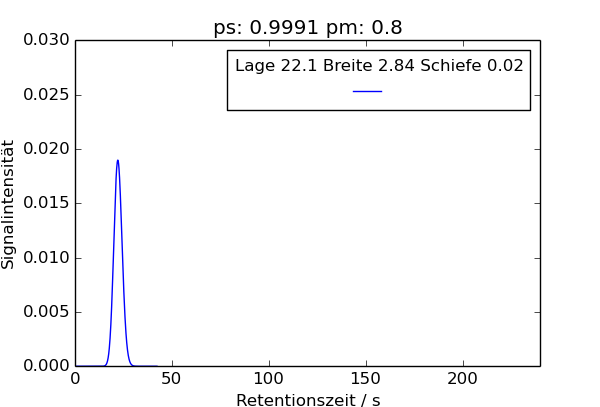 ps: 0.9991 pm: 0.8
Lage 22.1 Breite 2.84 Schiefe 0.02
Signalintensität
0.030
0.025
0.020
0.015
0.010
0.005
0.000
0 50 100 150 200
Retentionszeit / s